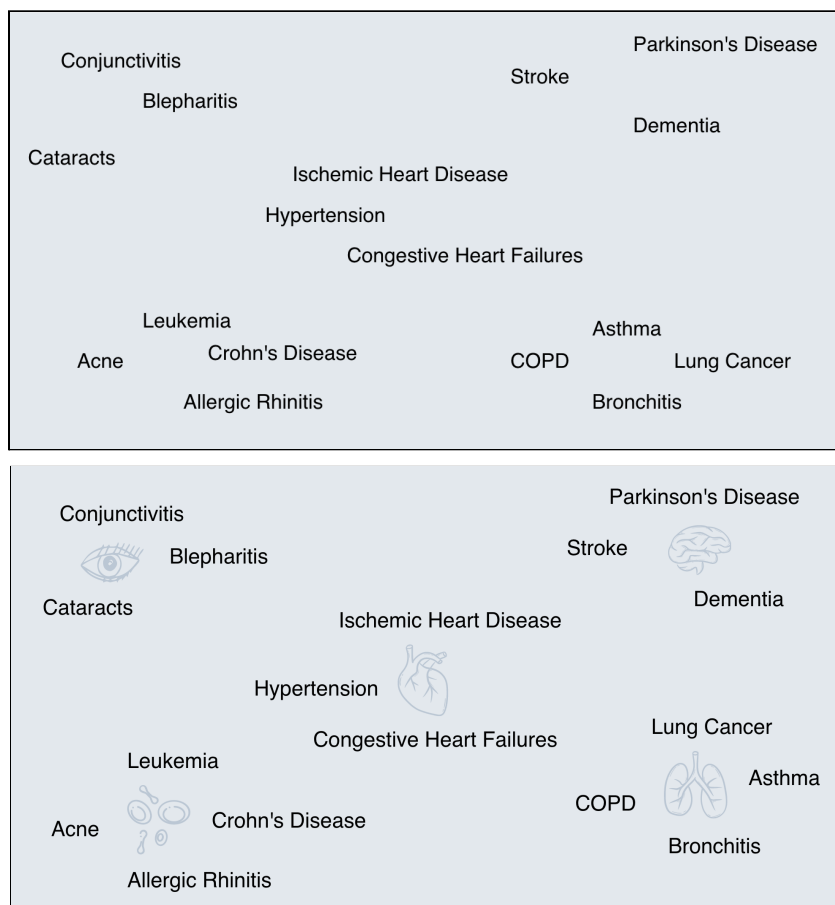 Parkinson's Disease
Conjunctivitis
Stroke
Blepharitis
Dementia
Cataracts
Ischemic Heart Disease
Hypertension
Congestive Heart Failures
Leukemia
Asthma
Crohn's Disease
Acne
COPD
Lung Cancer
Allergic Rhinitis
Bronchitis
Parkinson's Disease
Conjunctivitis
Stroke
Blepharitis
Dementia
Cataracts
Ischemic Heart Disease
Hypertension
Lung Cancer
Congestive Heart Failures
Leukemia
Asthma
COPD
Crohn's Disease
Acne
Bronchitis
Allergic Rhinitis